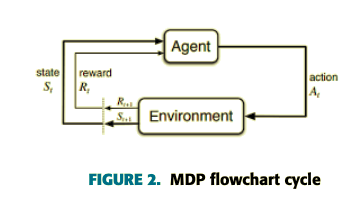 Agent
state
S_t
reward
R_t
action
A_t
R_{t+1}
S_{t+1}
Environment
FIGURE 2. MDP flowchart cycle